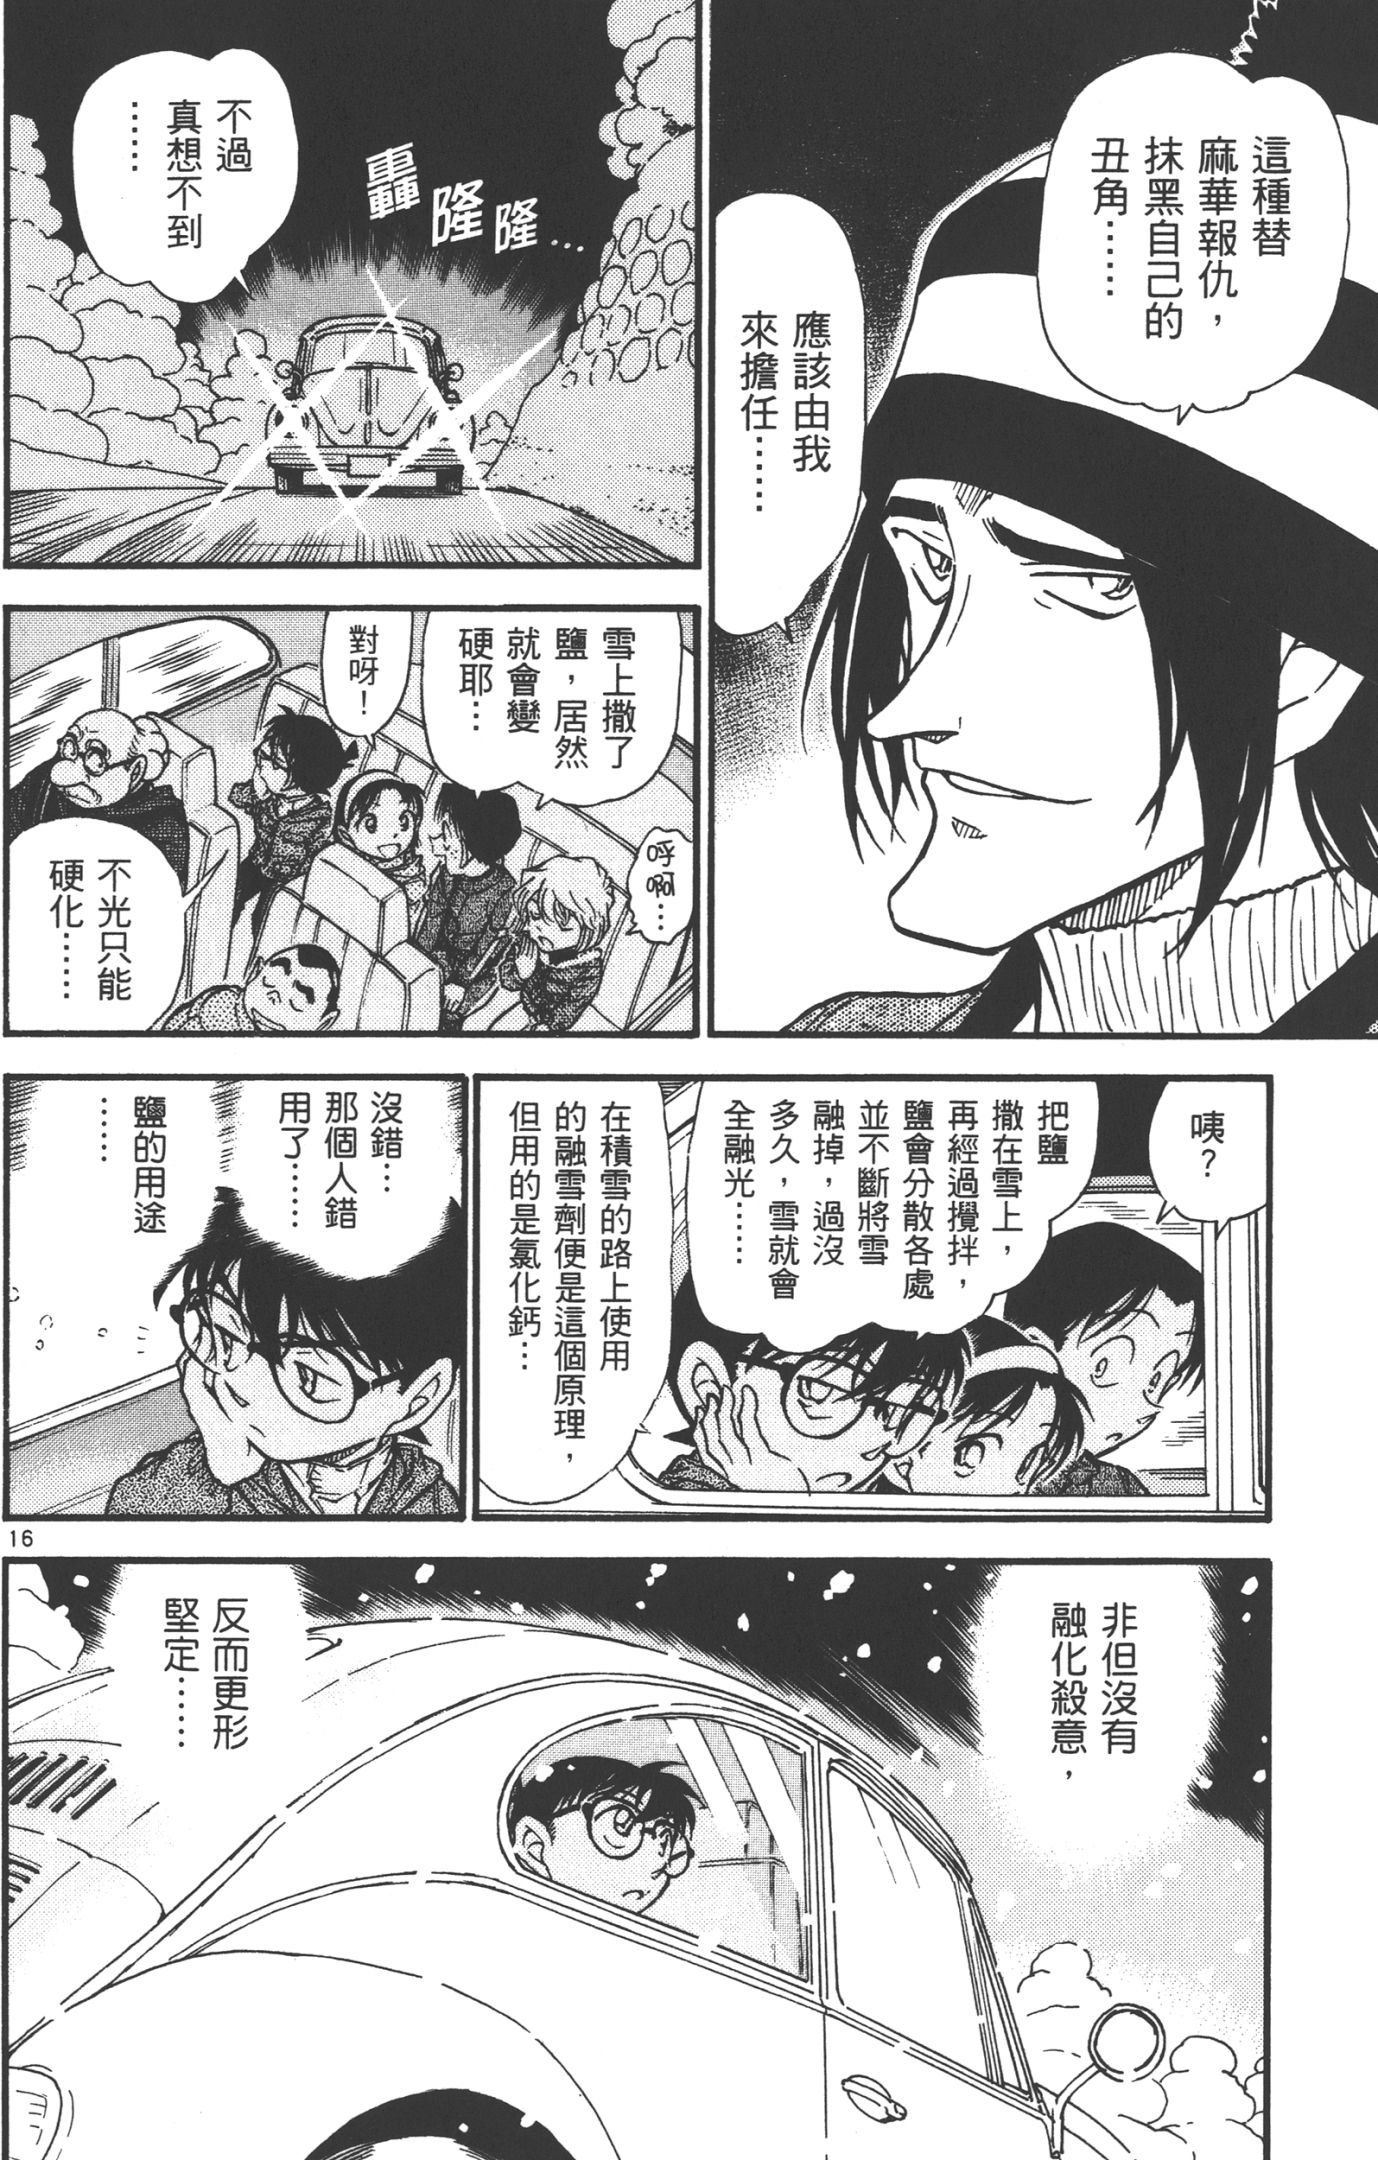 這種替
麻華報仇，
抹黑自己的
丑角……
應該由我
來擔任……
不過
真想不到
……
轟隆隆…
雪上撒了
鹽，居然
就會變
硬耶…
對呀！
呼啊…
不光只能
硬化……
咦？
把鹽
撒在雪上，
再經過攪拌，
鹽會分散各處
並不斷將雪
融掉，過沒
多久，雪就會
全融光……
在積雪的路上使用
的融雪劑便是這個原理，
但用的是氯化鈣…
沒錯…
那個人錯
用了……
鹽的用途
……
非但沒有
融化殺意，
反而更形
堅定……
16